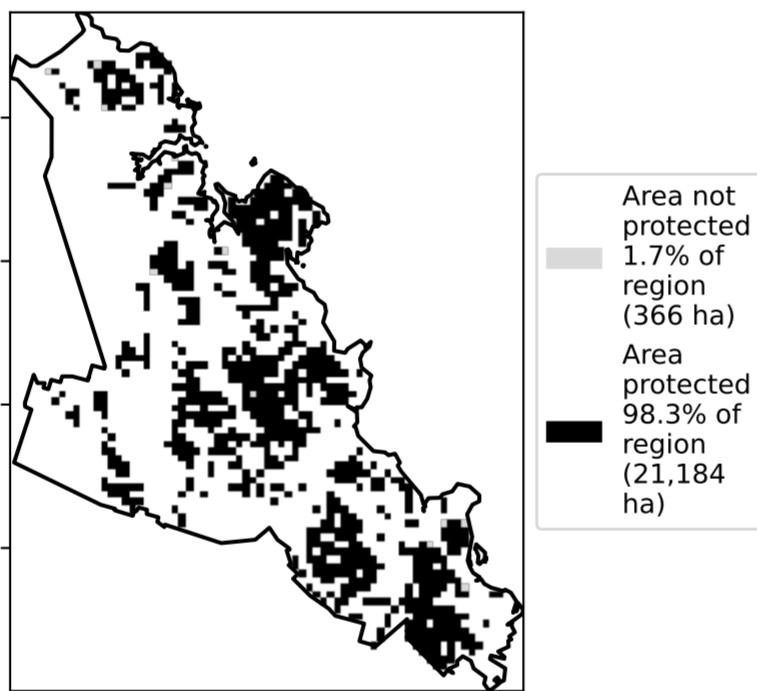 Area not
protected
1.7% of
region
(366 ha)
Area
protected
98.3% of
region
(21,184
ha)